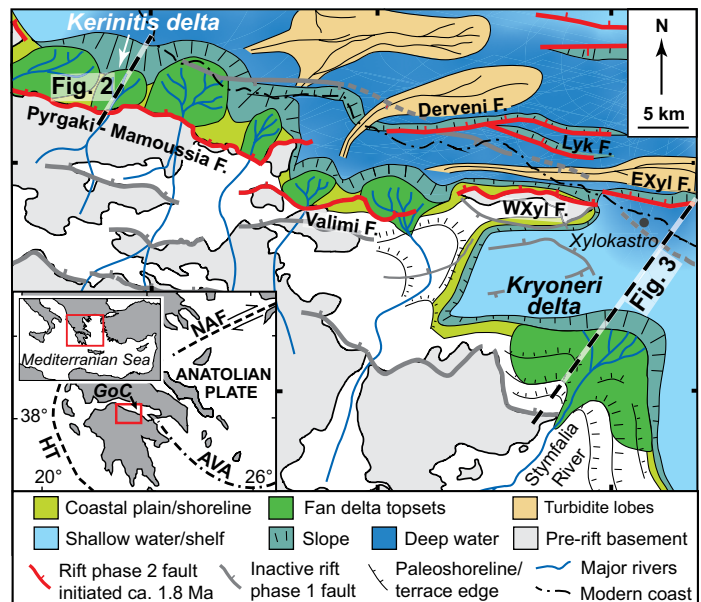 Kerinitis delta
Fig. 2
Pyrgaki - Mamoussia F.
Derveni F.
Lyk F.
EXyl F.
WXyl F.
Valimi F.
Xylokastro
Kryoneri
delta
Fig. 3
Stymfalia
River
N
5 km
Mediterranean Sea
NAF
ANATOLIAN
PLATE
GoC
38°
HT
AVA
20°
26°
Coastal plain/shoreline
Fan delta topsets
Turbidite lobes
Shallow water/shelf
Slope
Deep water
Pre-rift basement
Rift phase 2 fault
initiated ca. 1.8 Ma
Inactive rift
phase 1 fault
Paleoshoreline/
terrace edge
Major rivers
Modern coast